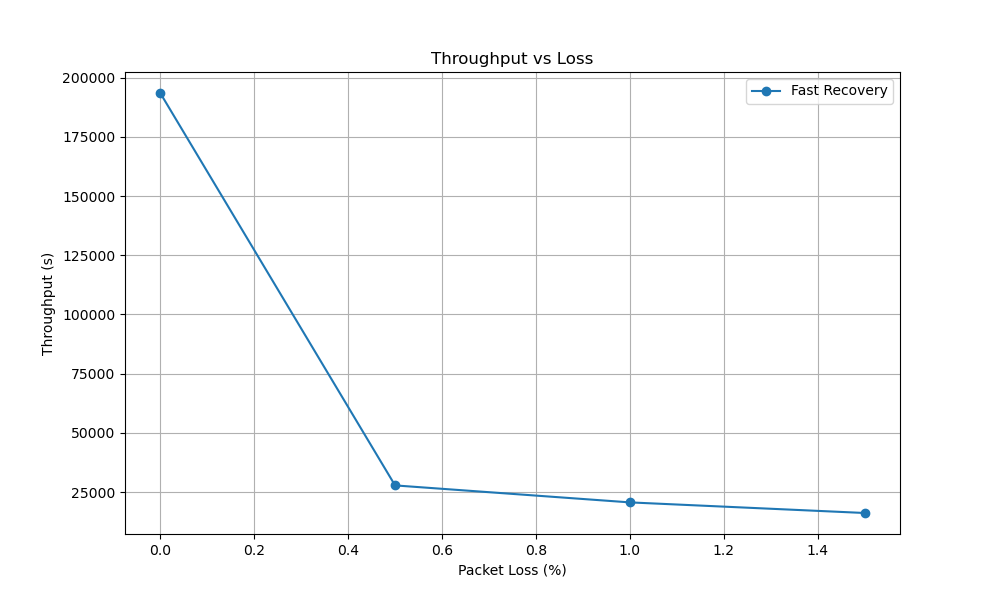 Throughput vs Loss
Fast Recovery
200000
175000
150000
125000
100000
75000
50000
25000
Throughput (s)
0.0 0.2 0.4 0.6 0.8 1.0 1.2 1.4
Packet Loss (%)